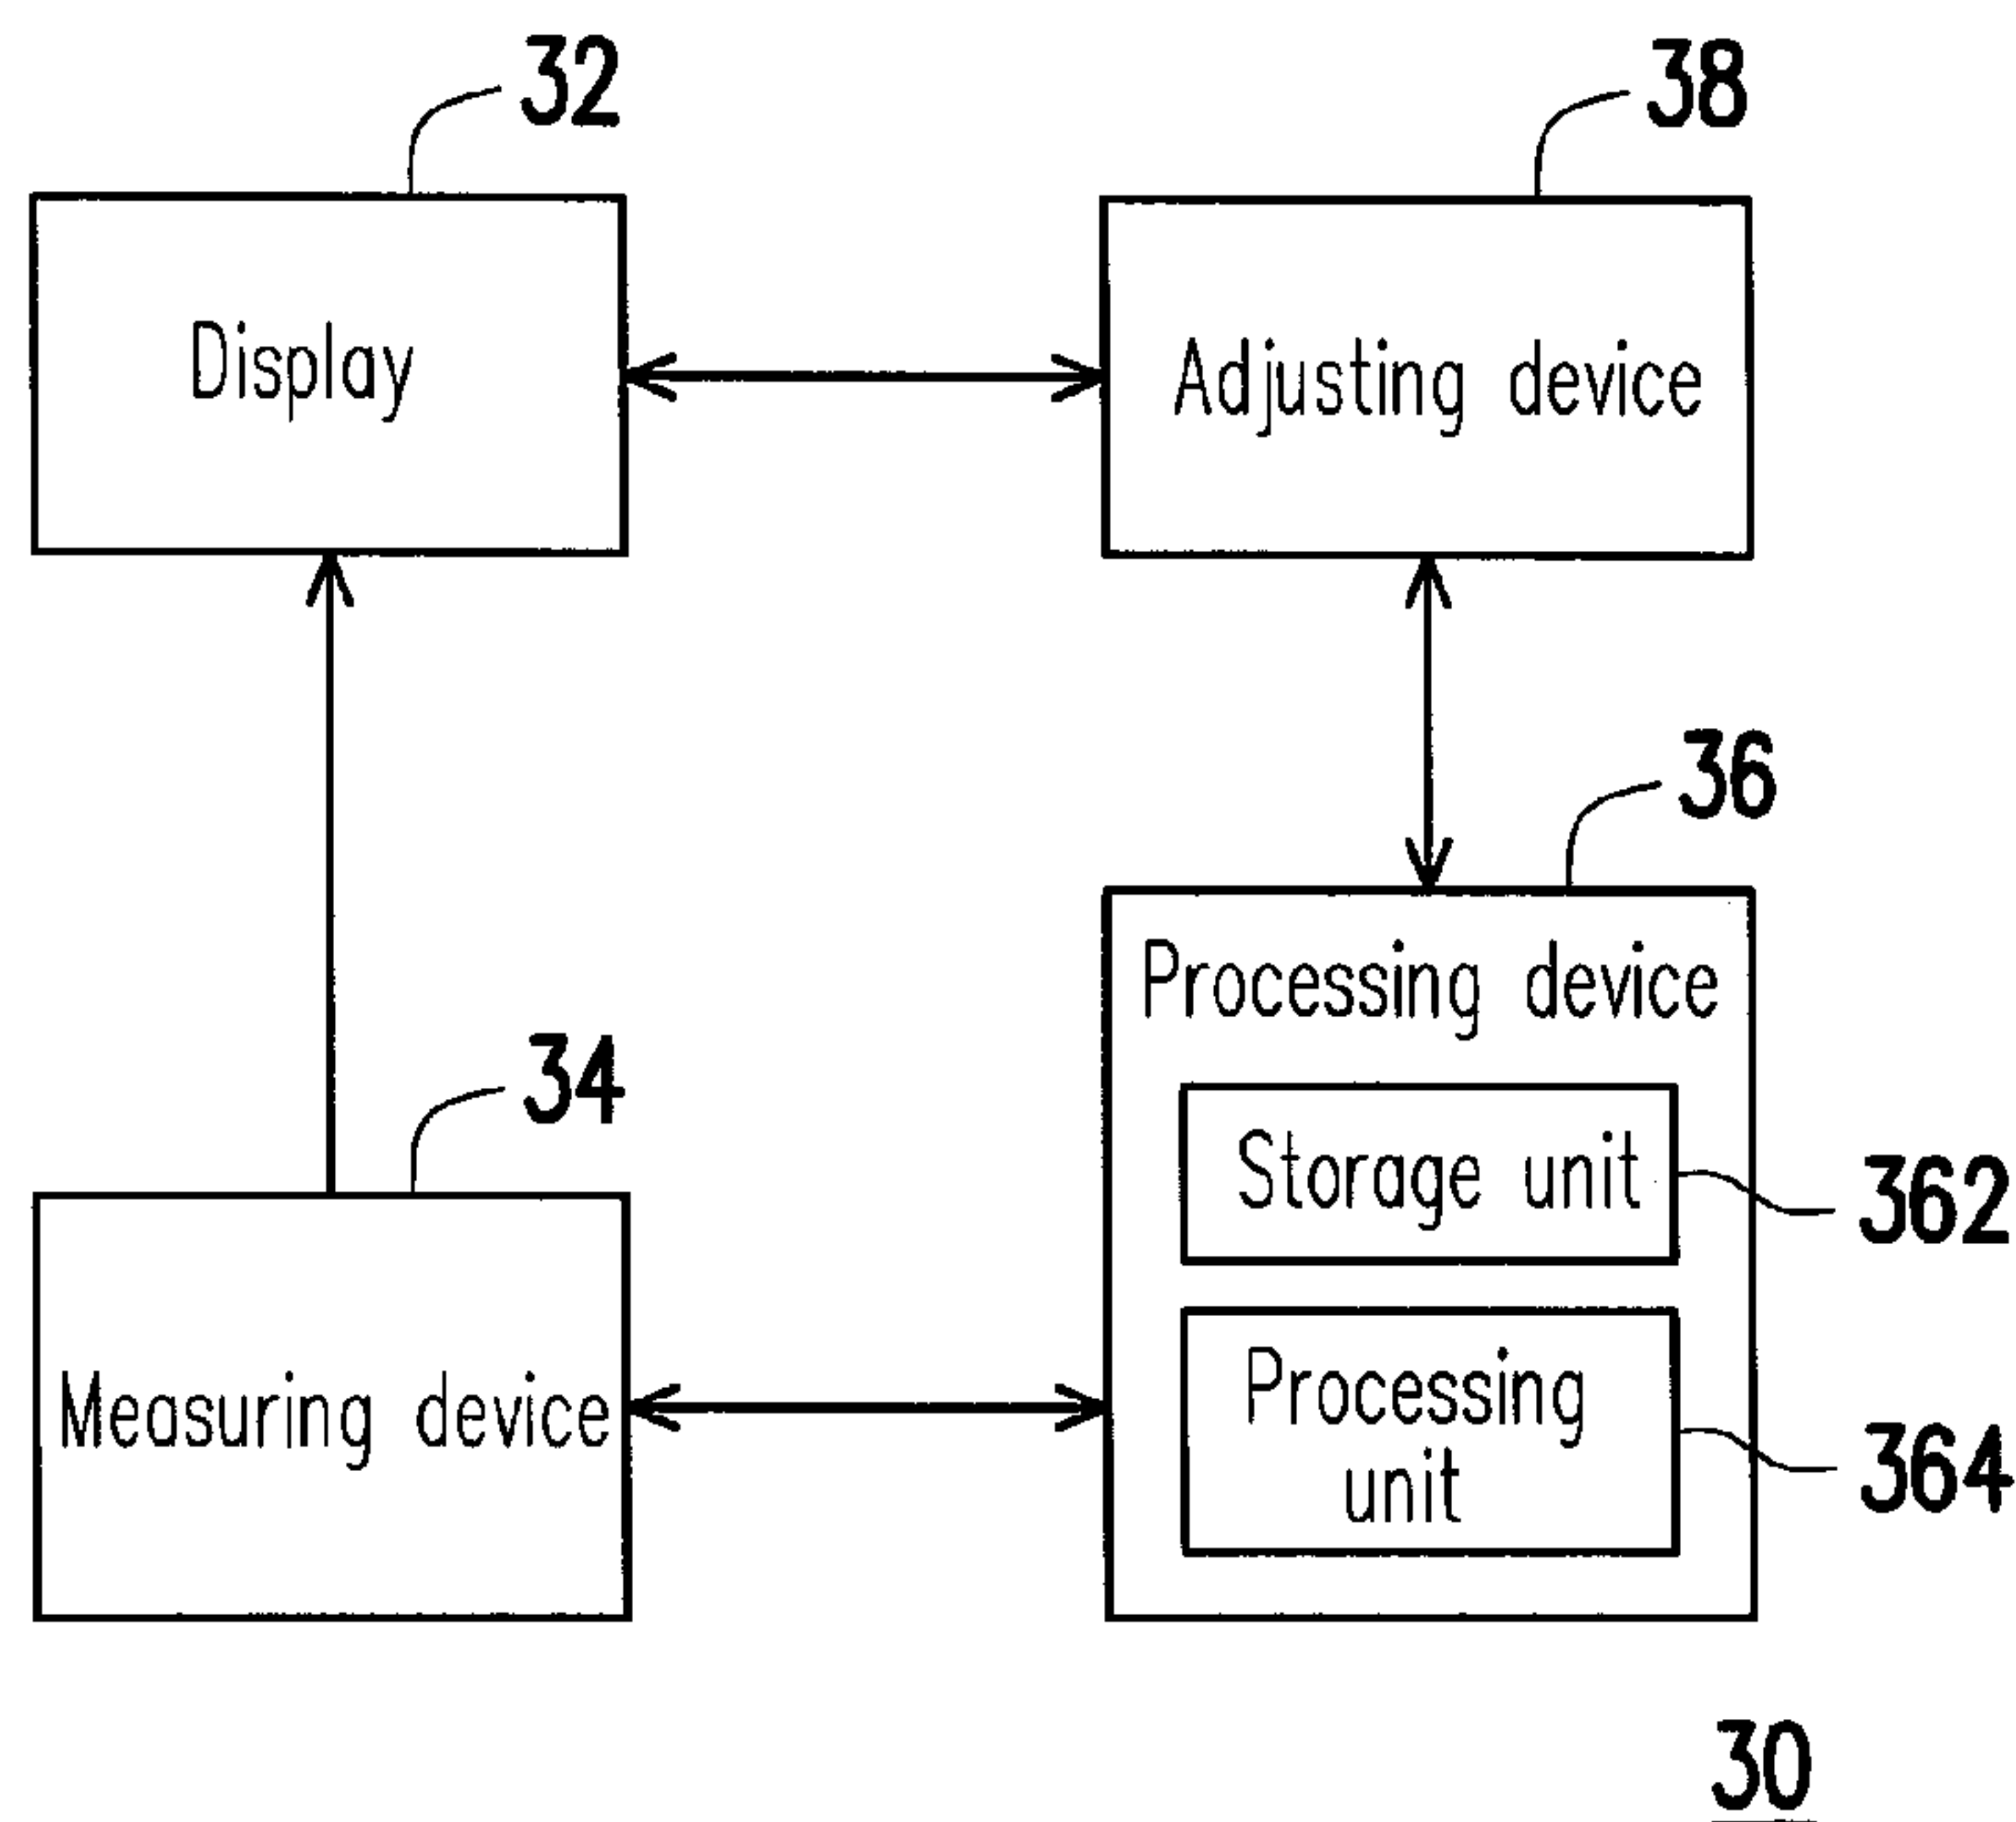 32
38
Display
Adjusting device
36
Processing device
34
Storage unit
362
Measuring device
Processing
unit
364
30